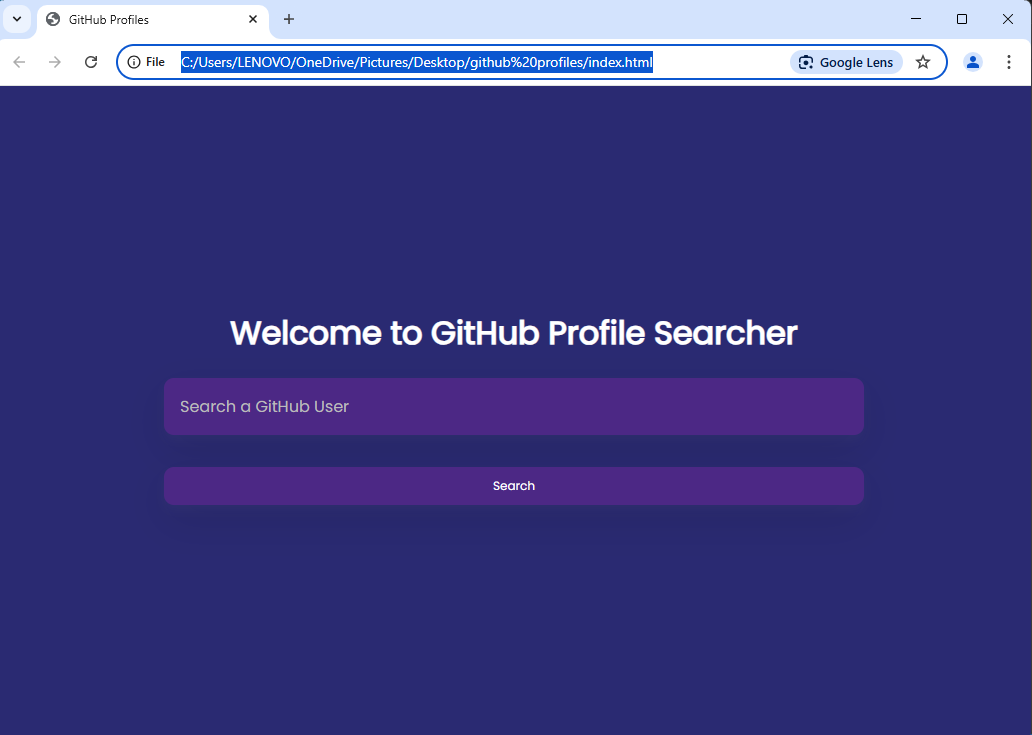 GitHub Profiles
File C:/Users/LENOVO/OneDrive/Pictures/Desktop/github%20profiles/index.html Google Lens
Welcome to GitHub Profile Searcher
Search a GitHub User
Search